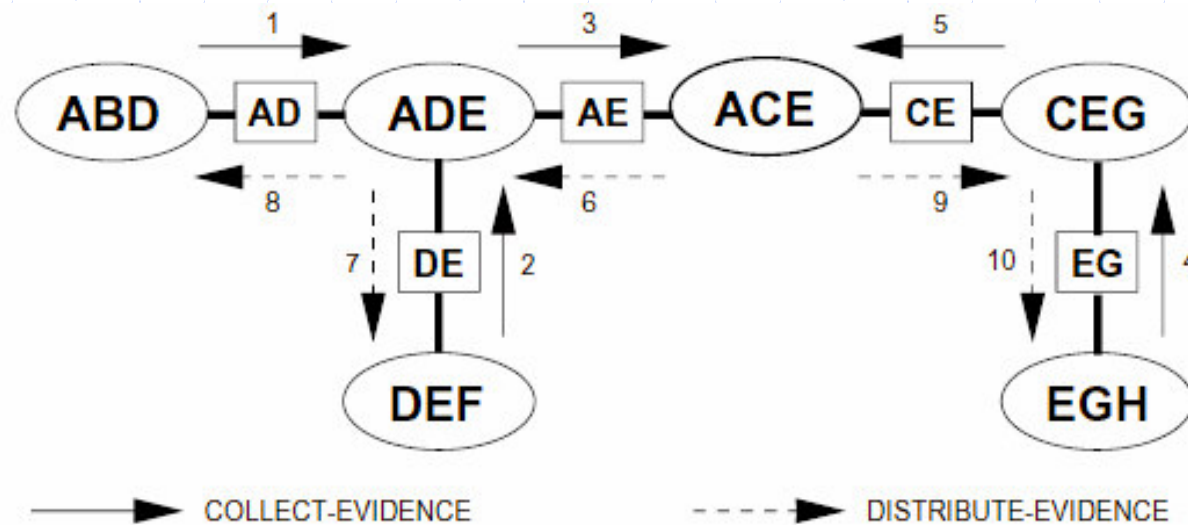 1 3 5
ABD AD ADE AE ACE CE CEG
8 6 9
7 DE 2 10 EG 4
DEF EGH
COLLECT-EVIDENCE DISTRIBUTE-EVIDENCE